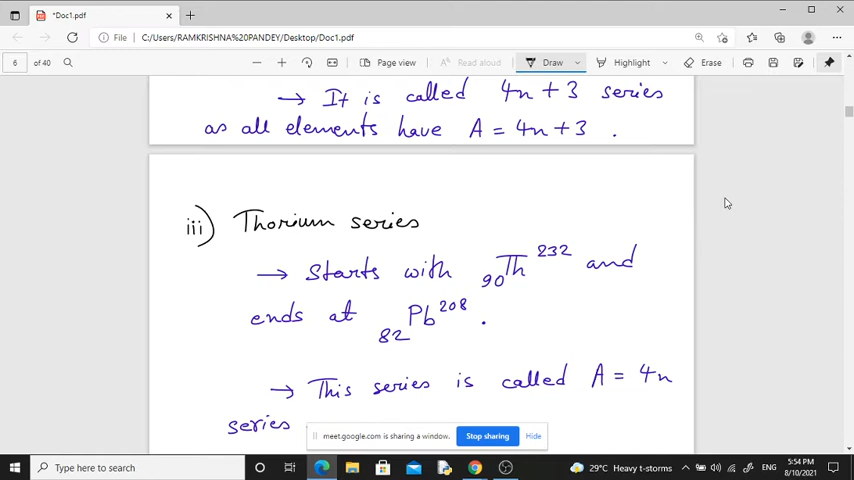 *Doc1.pdf
File
C:/Users/RAMKRISHNA%20PANDEY/Desktop/Doc1.pdf
6 of 40
Page view
Read aloud
Draw
Highlight
Erase
→ It is called 4n + 3 series
as all elements have A = 4n + 3 .
iii) Thorium series
→ Starts with ₉₀Th²³² and
ends at ₈₂Pb²⁰⁸ .
→ This series is called A = 4n
series
meet.google.com is sharing a window.
Stop sharing
Hide
Type here to search
29°C Heavy t-storms
ENG
5:54 PM
8/10/2021